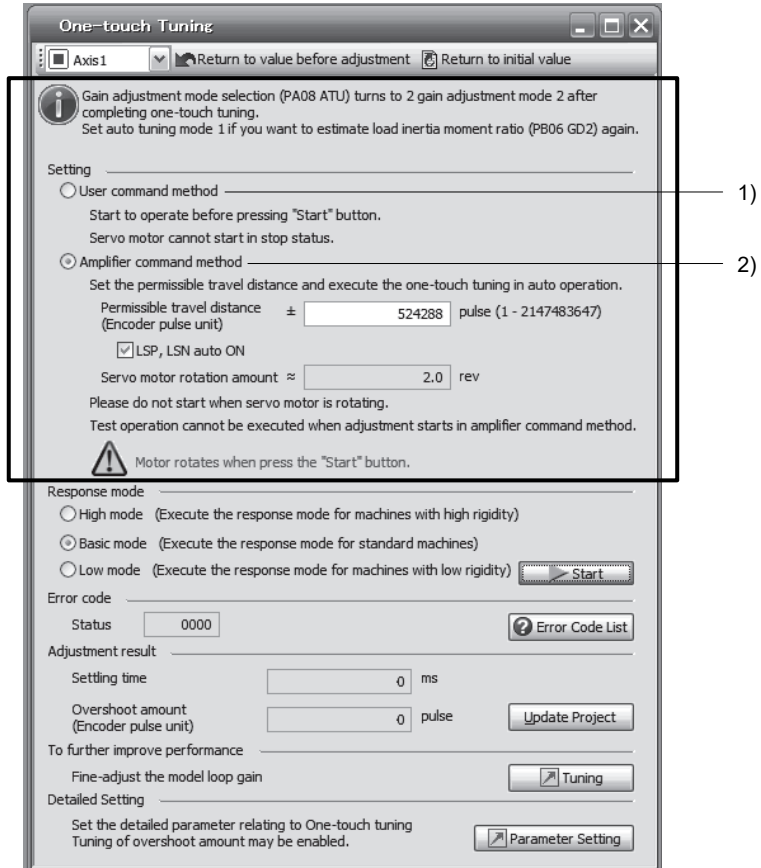 One-touch Tuning
Axis1 Return to value before adjustment Return to initial value
Gain adjustment mode selection (PA08 ATU) turns to 2 gain adjustment mode 2 after
completing one-touch tuning.
Set auto tuning mode 1 if you want to estimate load inertia moment ratio (PB06 GD2) again.
Setting
User command method 1)
Start to operate before pressing "Start" button.
Servo motor cannot start in stop status.
Amplifier command method 2)
Set the permissible travel distance and execute the one-touch tuning in auto operation.
Permissible travel distance
(Encoder pulse unit) ± 524288 pulse (1 - 2147483647)
LSP, LSN auto ON
Servo motor rotation amount ≈ 2.0 rev
Please do not start when servo motor is rotating.
Test operation cannot be executed when adjustment starts in amplifier command method.
Motor rotates when press the "Start" button.
Response mode
High mode (Execute the response mode for machines with high rigidity)
Basic mode (Execute the response mode for standard machines)
Low mode (Execute the response mode for machines with low rigidity) Start
Error code
Status 0000 Error Code List
Adjustment result
Settling time 0 ms
Overshoot amount
(Encoder pulse unit) 0 pulse Update Project
To further improve performance
Fine-adjust the model loop gain Tuning
Detailed Setting
Set the detailed parameter relating to One-touch tuning
Tuning of overshoot amount may be enabled. Parameter Setting